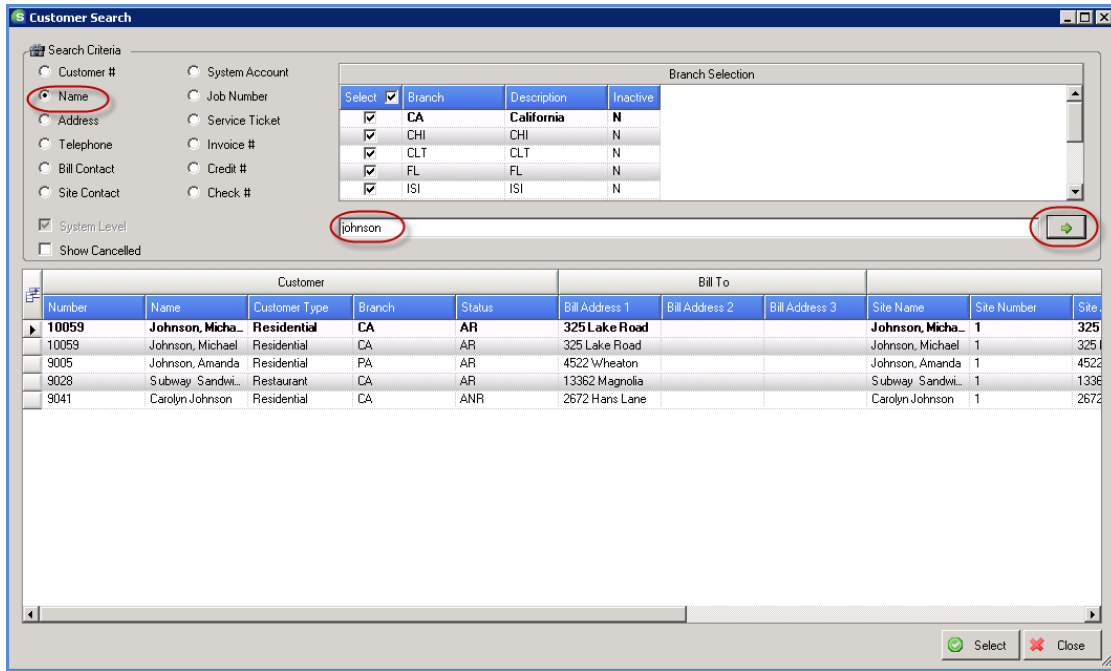 Customer Search
Search Criteria
Customer # System Account
Name Job Number
Address Service Ticket
Telephone Invoice #
Bill Contact Credit #
Site Contact Check #
System Level
Show Cancelled
Branch Selection
Select Branch Description Inactive
CA California N
CHI CHI N
CLT CLT N
FL FL N
ISI ISI N
johnson
Customer Bill To
Number Name Customer Type Branch Status Bill Address 1 Bill Address 2 Bill Address 3 Site Name Site Number Site
10059 Johnson, Micha... Residential CA AR 325 Lake Road Johnson, Micha... 1 325
10059 Johnson, Michael Residential CA AR 325 Lake Road Johnson, Michael 1 325
9005 Johnson, Amanda Residential PA AR 4522 Wheaton Johnson, Amanda 1 4522
9028 Subway Sandwi... Restaurant CA AR 13362 Magnolia Subway Sandwi... 1 1336
9041 Carolyn Johnson Residential CA ANR 2672 Hans Lane Carolyn Johnson 1 2672
Select Close